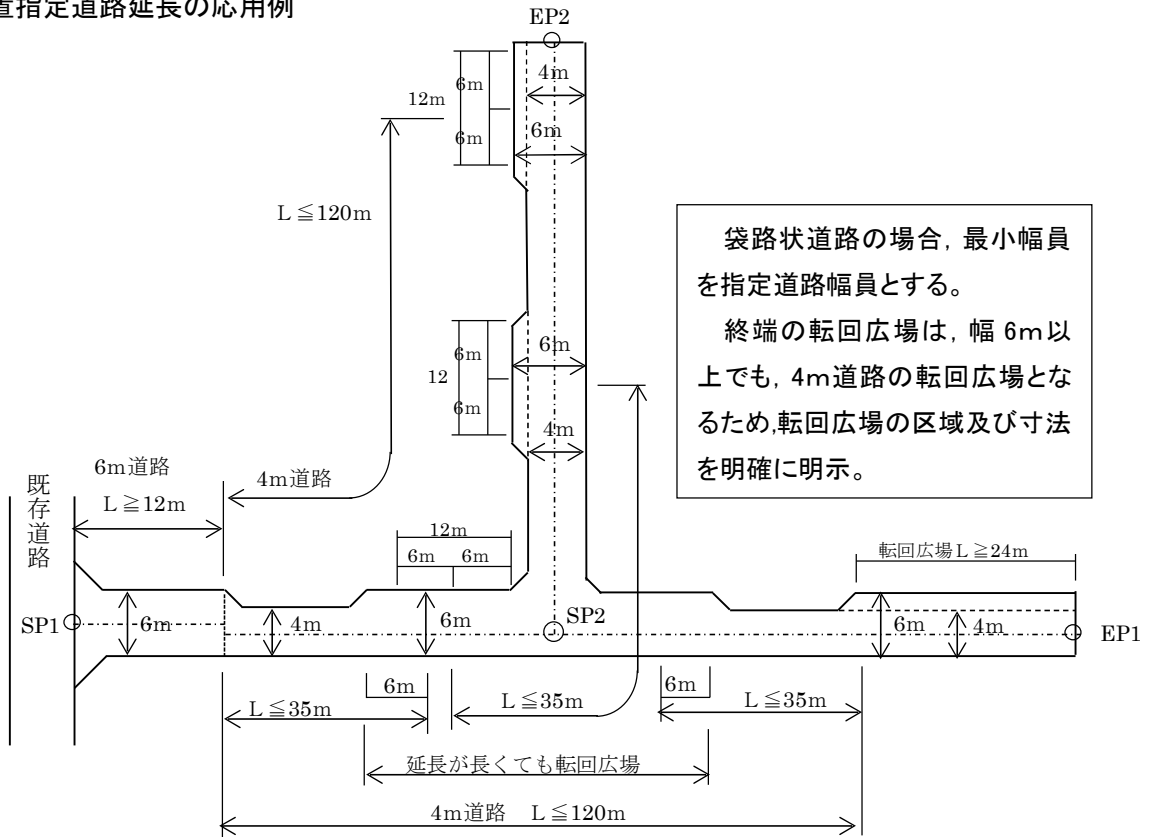 置指定道路延長の応用例
EP2
6m
4m
12m
6m
6m
L≦120m
袋路状道路の場合，最小幅員
を指定道路幅員とする。
終端の転回広場は，幅 6m以
上でも，4m道路の転回広場とな
るため,転回広場の区域及び寸法
を明確に明示。
6m
6m
12
6m
4m
6m道路
4m道路
既存道路
L≧12m
12m
6m
6m
転回広場L≧24m
SP1
6m
4m
6m
SP2
6m
4m
EP1
6m
6m
L≦35m
L≦35m
L≦35m
延長が長くても転回広場
4m道路 L≦120m